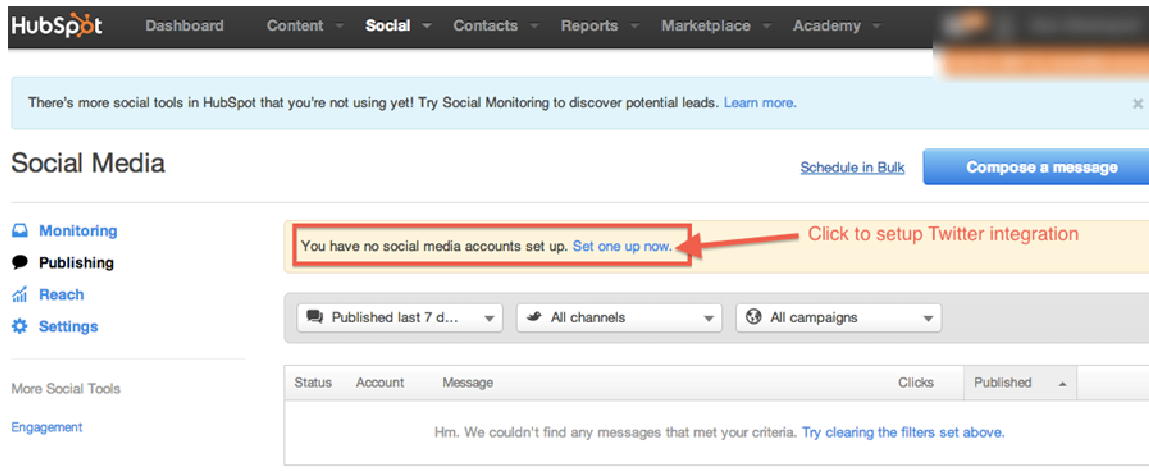 HubSpot Dashboard Content Social Contacts Reports Marketplace Academy
There's more social tools in HubSpot that you're not using yet! Try Social Monitoring to discover potential leads. Learn more. ×
Social Media
Schedule in Bulk Compose a message
Monitoring
You have no social media accounts set up. Set one up now. Click to setup Twitter integration
Publishing
Reach
Settings
Published last 7 d... All channels All campaigns
Status Account Message Clicks Published
More Social Tools
Engagement
Hm. We couldn't find any messages that met your criteria. Try clearing the filters set above.